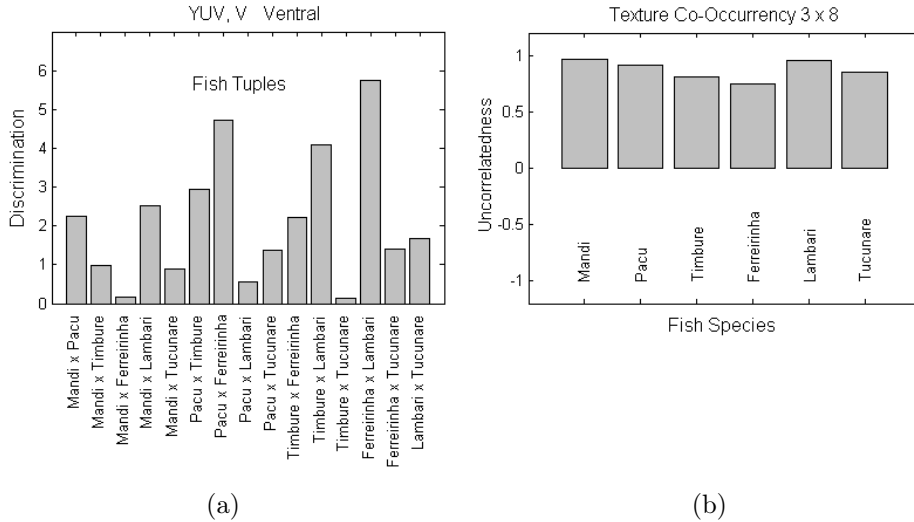 YUV, V Ventral
Fish Tuples
Discrimination
6
5
4
3
2
1
0
Mandi x Pacu
Mandi x Timbure
Mandi x Ferreirinha
Mandi x Lambari
Mandi x Tucunare
Pacu x Timbure
Pacu x Ferreirinha
Pacu x Lambari
Pacu x Tucunare
Timbure x Ferreirinha
Timbure x Lambari
Timbure x Tucunare
Ferreirinha x Lambari
Ferreirinha x Tucunare
Lambari x Tucunare
(a)
Texture Co-Occurrency 3 x 8
Uncorrelatedness
1
0.5
0
-0.5
-1
Mandi
Pacu
Timbure
Ferreirinha
Lambari
Tucunare
Fish Species
(b)